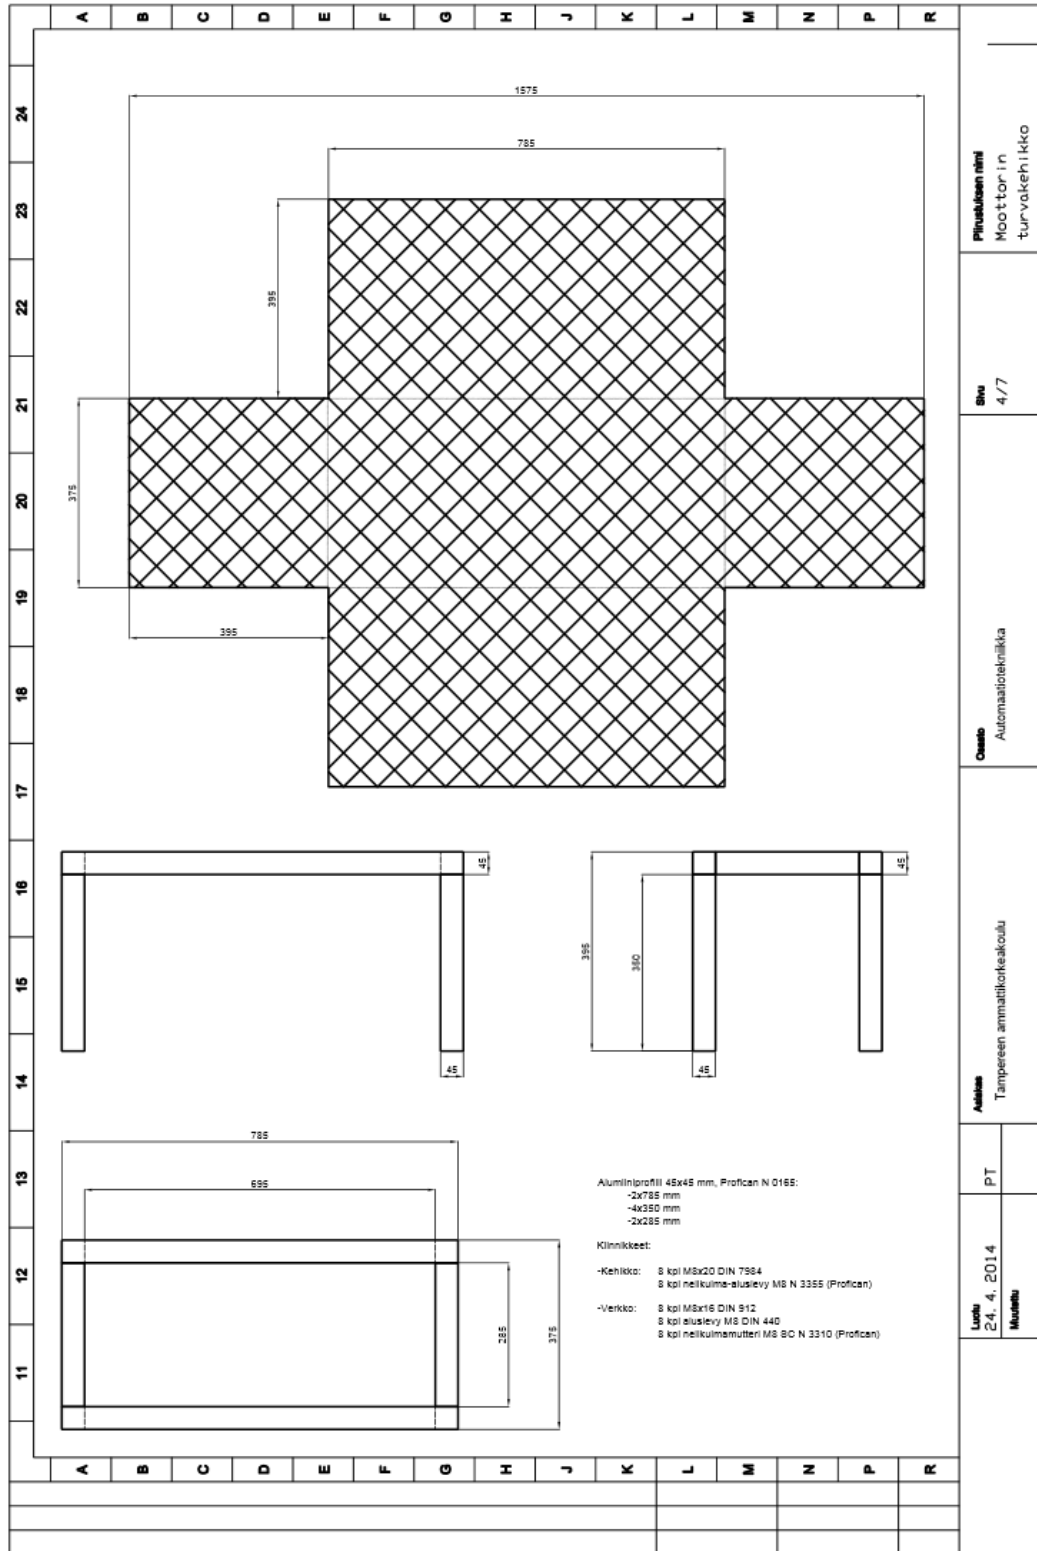 A B C D E F G H J K L M N P R
24
23
22
21
20
19
18
17
16
15
14
13
12
11
1575
785
395
375
395
45
45
395
45
45
785
695
285
375
Alumiiniprofiili 45x45 mm, Profican N 0165:
-2x785 mm
-4x350 mm
-2x285 mm
Kiinnikkeet:
-Kehikko: 8 kpl M8x20 DIN 7984
8 kpl nelikulma-aluslevy M8 N 3355 (Profican)
-Verkko: 8 kpl M8x16 DIN 912
8 kpl aluslevy M8 DIN 440
8 kpl nelikulmamutteri M8 BC N 3310 (Profican)
A B C D E F G H J K L M N P R
Piirustuksen nimi
Moottorin
turvakehikko
Sivu
4/7
Osasto
Automaatiotekniikka
Asiakas
Tampereen ammattikorkeakoulu
PT
Luotu
24. 4. 2014
Muutettu